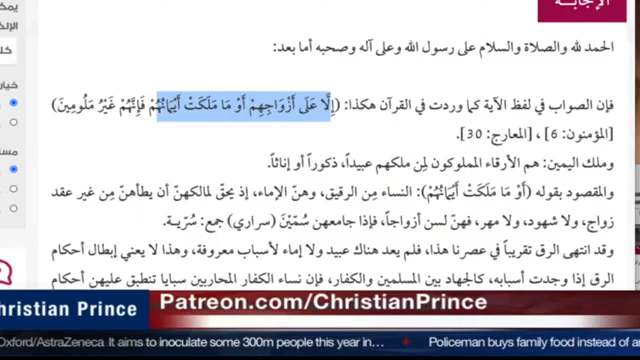 الإجابــة
يمكن
الإلك
كل
خيار
الحمد لله والصلاة والسلام على رسول الله وعلى آله وصحبه أما بعد:
فإن الصواب في لفظ الآية كما وردت في القرآن هكذا: (إِلَّا عَلَى أَزْوَاجِهِمْ أَوْ مَا مَلَكَتْ أَيْمَانُهُمْ فَإِنَّهُمْ غَيْرُ مَلُومِينَ)
[المؤمنون: 6] ، [المعارج: 30].
وملك اليمين: هم الأرقاء المملوكون لِمن ملكهم عبيداً، ذكوراً أو إناثاً.
والمقصود بقوله (أَوْ مَا مَلَكَتْ أَيْمَانُهُمْ): النساء مِن الرقيق، وهنّ الإماء، إذ يحقّ لمالكهنّ أن يطأهنّ مِن غير عقد
زواج، ولا شهود، ولا مهر، فهنّ لسن أزواجاً، فإذا جامعهن سمّيْنَ (سراري) جمع: سُرّية.
وقد انتهى الرق تقريباً في عصرنا هذا، فلم يعد هناك عبيد ولا إماء لأسباب معروفة، وهذا لا يعني إبطال أحكام
الرق إذا وجدت أسبابه، كالجهاد بين المسلمين والكفار، فإن نساء الكفار المحاربين سبايا تنطبق عليهن أحكام
Christian Prince
Patreon.com/ChristianPrince
Oxford/AstraZeneca It aims to inoculate some 300m people this year in…
Policeman buys family food instead of a